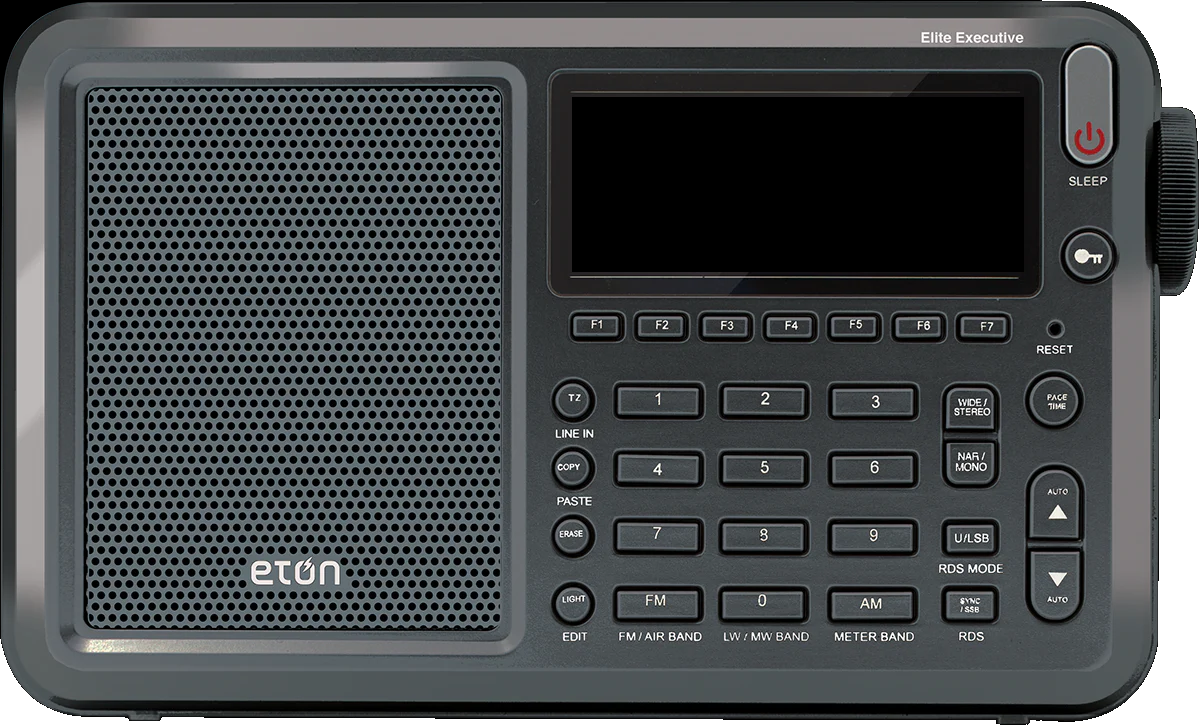 Elite Executive
SLEEP
F1 F2 F3 F4 F5 F6 F7
RESET
TZ 1 2 3 WIDE /
STEREO
PAGE
TIME
LINE IN
COPY 4 5 6 NAR /
MONO
PASTE
AUTO
ERASE 7 8 9 U/LSB
RDS MODE
LIGHT FM 0 AM SYNC
/ SSB
AUTO
EDIT FM / AIR BAND LW / MW BAND METER BAND RDS
etón